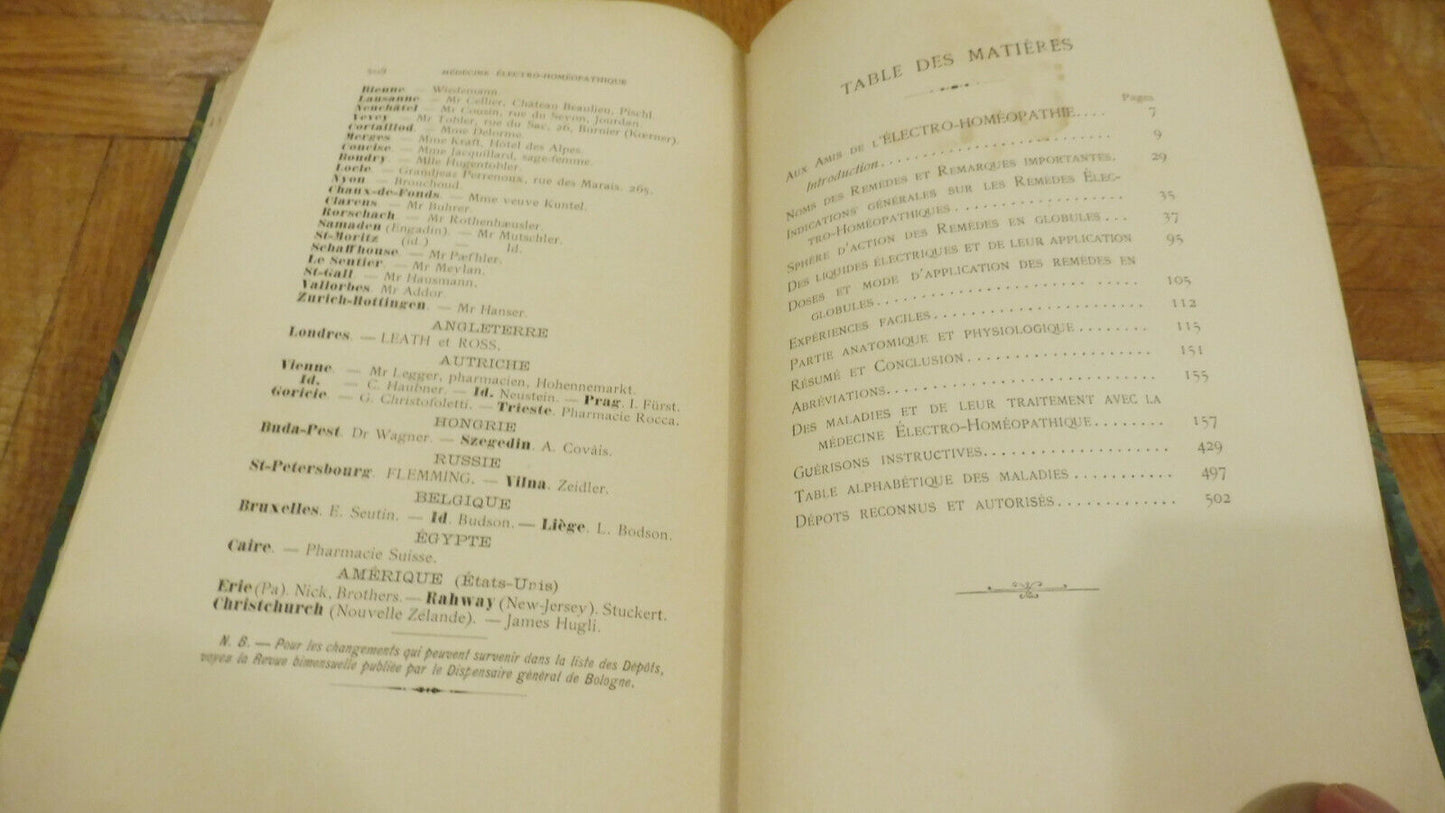 508 MÉDECINE ÉLECTRO-HOMÉOPATHIQUE
Bienne — Wiedemann.
Lausanne — Mr Cellier, Château Beaulieu, Pischl.
Neuchâtel — Mr Couzin, rue du Seyon, Jourdan.
Vevey — Mr Tobler, rue du Sac, 26, Burnier (Kœrner).
Cortaillod. — Mme Delorme.
Merges — Mme Kraft, Hôtel des Alpes.
Concise. — Mme Jacquillard, sage-femme.
Boudry — Mlle Hugentobler.
Locle — Grandjeas Perrenoux, rue des Marais. 265.
Nyon — Brouchoud.
Chaux-de-Fonds. — Mme veuve Kuntel.
Clarens — Mr Buhrer.
Rorschach — Mr Rothenhæusler.
Samaden (Engadin). — Mr Mutschler.
St-Moritz (id.) — Id.
Schaffhouse. — Mr Pæfhler.
Le Sentier. — Mr Meylan.
St-Gall — Mr Hausmann.
Vallorbes. Mr Addor.
Zurich-Hottingen. — Mr Hanser.
ANGLETERRE
Londres. — LEATH et ROSS.
AUTRICHE
Vienne — Mr Legger, pharmacien, Hohennemarkt.
Id. — C. Haubner. — Id. Neustein. — Prag. I. Fürst.
Goricie — G. Christofoletti. — Trieste. Pharmacie Rocca.
HONGRIE
Buda-Pest. Dr Wagner. — Szegedin. A. Covâis.
RUSSIE
St-Petersbourg. FLEMMING. — Vilna. Zeidler.
BELGIQUE
Bruxelles. E. Seutin. — Id. Budson. — Liège. L. Bodson.
ÉGYPTE
Caire. — Pharmacie Suisse.
AMÉRIQUE (États-Unis)
Erie (Pa). Nick, Brothers. — Rahway (New-Jersey). Stuckert.
Christchurch (Nouvelle Zélande). — James Hugli.
N. B. — Pour les changements qui peuvent survenir dans la liste des Dépôts,
voyez la Revue bimensuelle publiée par le Dispensaire général de Bologne.
TABLE DES MATIÈRES
Pages
AUX AMIS DE L'ÉLECTRO-HOMÉOPATHIE.... 7
Introduction.................... 9
NOMS DES REMÈDES ET REMARQUES IMPORTANTES. 29
INDICATIONS GÉNÉRALES SUR LES REMÈDES ÉLEC-
TRO-HOMÉOPATHIQUES.................. 35
SPHÈRE D'ACTION DES REMÈDES EN GLOBULES... 37
DES LIQUIDES ÉLECTRIQUES ET DE LEUR APPLICATION 95
DOSES ET MODE D'APPLICATION DES REMÈDES EN
GLOBULES.......................... 105
EXPÉRIENCES FACILES.................... 112
PARTIE ANATOMIQUE ET PHYSIOLOGIQUE........ 115
RÉSUMÉ ET CONCLUSION.................. 151
ABRÉVIATIONS......................... 155
DES MALADIES ET DE LEUR TRAITEMENT AVEC LA
MÉDECINE ÉLECTRO-HOMÉOPATHIQUE........ 157
GUÉRISONS INSTRUCTIVES.................. 429
TABLE ALPHABÉTIQUE DES MALADIES.......... 497
DÉPOTS RECONNUS ET AUTORISÉS............ 502